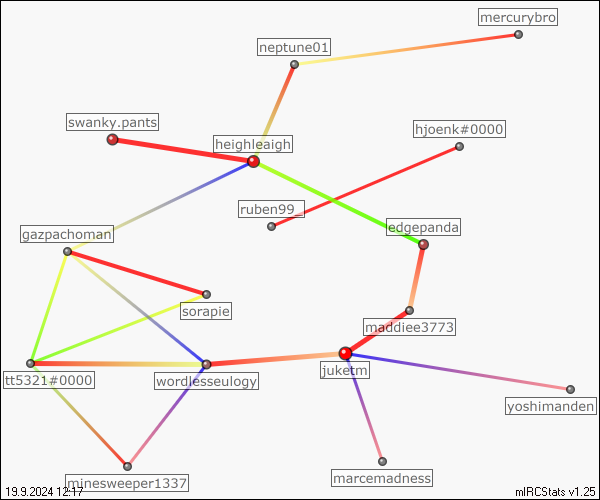 mercurybro
neptune01
swanky.pants
hjoenk#0000
heighleaigh
ruben99_
edgepanda
gazpachoman
sorapie
maddiee3773
juketm
tt5321#0000
wordlesseulogy
yoshimanden
marcemadness
minesweeper1337
19.9.2024 12:17
mIRCStats v1.25